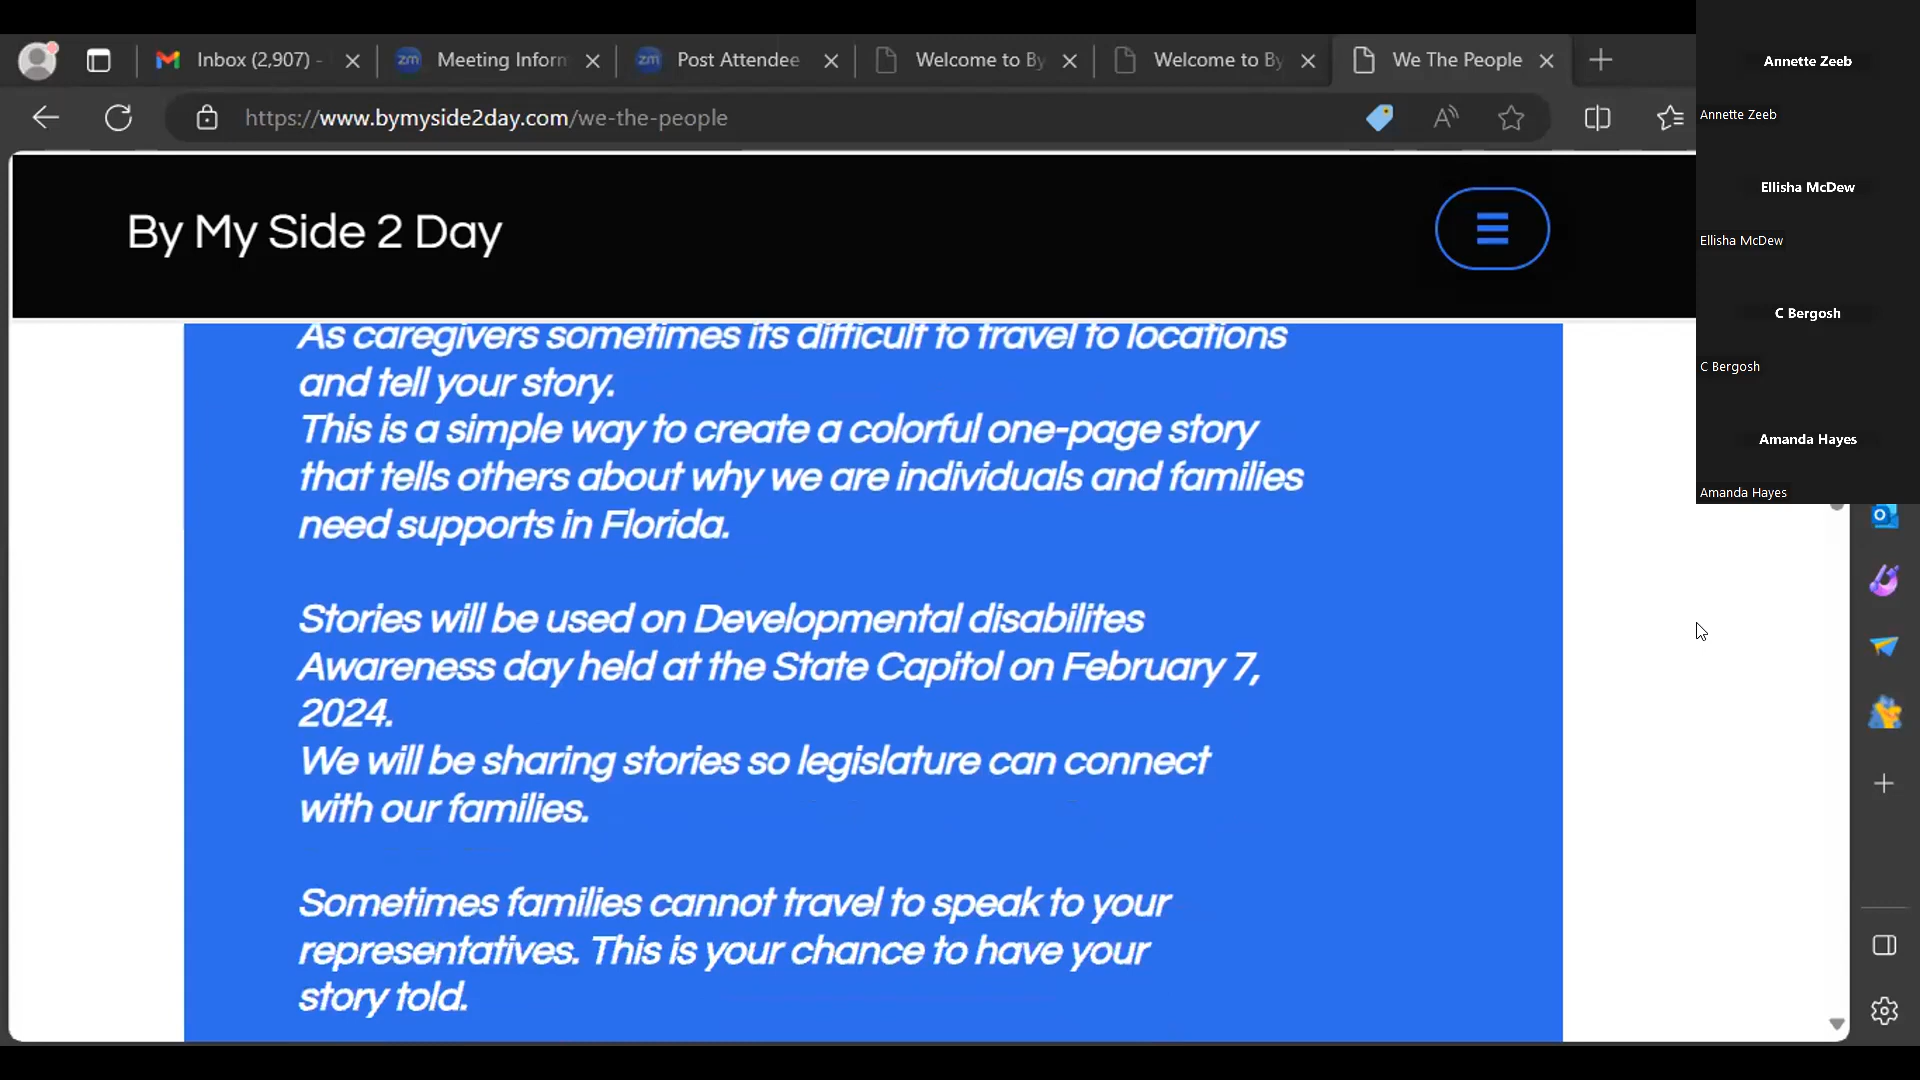 Inbox (2,907) -
Meeting Inform
Post Attendee
Welcome to By
Welcome to By
We The People
https://www.bymyside2day.com/we-the-people
By My Side 2 Day
As caregivers sometimes its difficult to travel to locations
and tell your story.
This is a simple way to create a colorful one-page story
that tells others about why we are individuals and families
need supports in Florida.
Stories will be used on Developmental disabilites
Awareness day held at the State Capitol on February 7,
2024.
We will be sharing stories so legislature can connect
with our families.
Sometimes families cannot travel to speak to your
representatives. This is your chance to have your
story told.
Annette Zeeb
Annette Zeeb
Ellisha McDew
Ellisha McDew
C Bergosh
C Bergosh
Amanda Hayes
Amanda Hayes